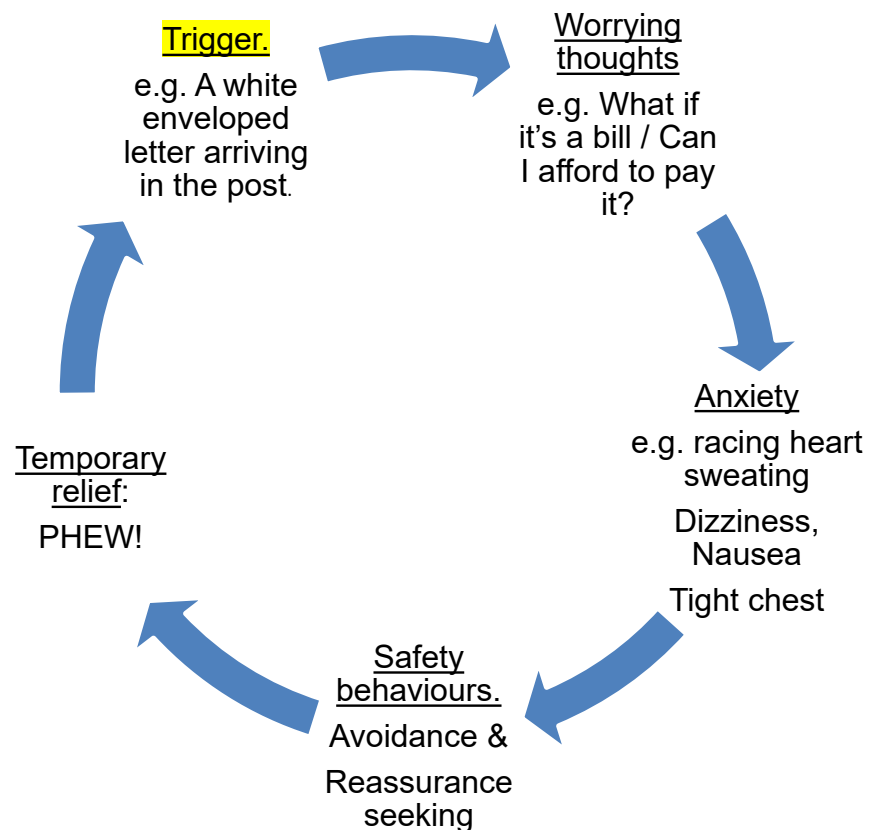 Trigger.
e.g. A white
enveloped
letter arriving
in the post.
Worrying
thoughts
e.g. What if
it’s a bill / Can
I afford to pay
it?
Anxiety
e.g. racing heart
sweating
Dizziness,
Nausea
Tight chest
Safety
behaviours.
Avoidance &
Reassurance
seeking
Temporary
relief:
PHEW!